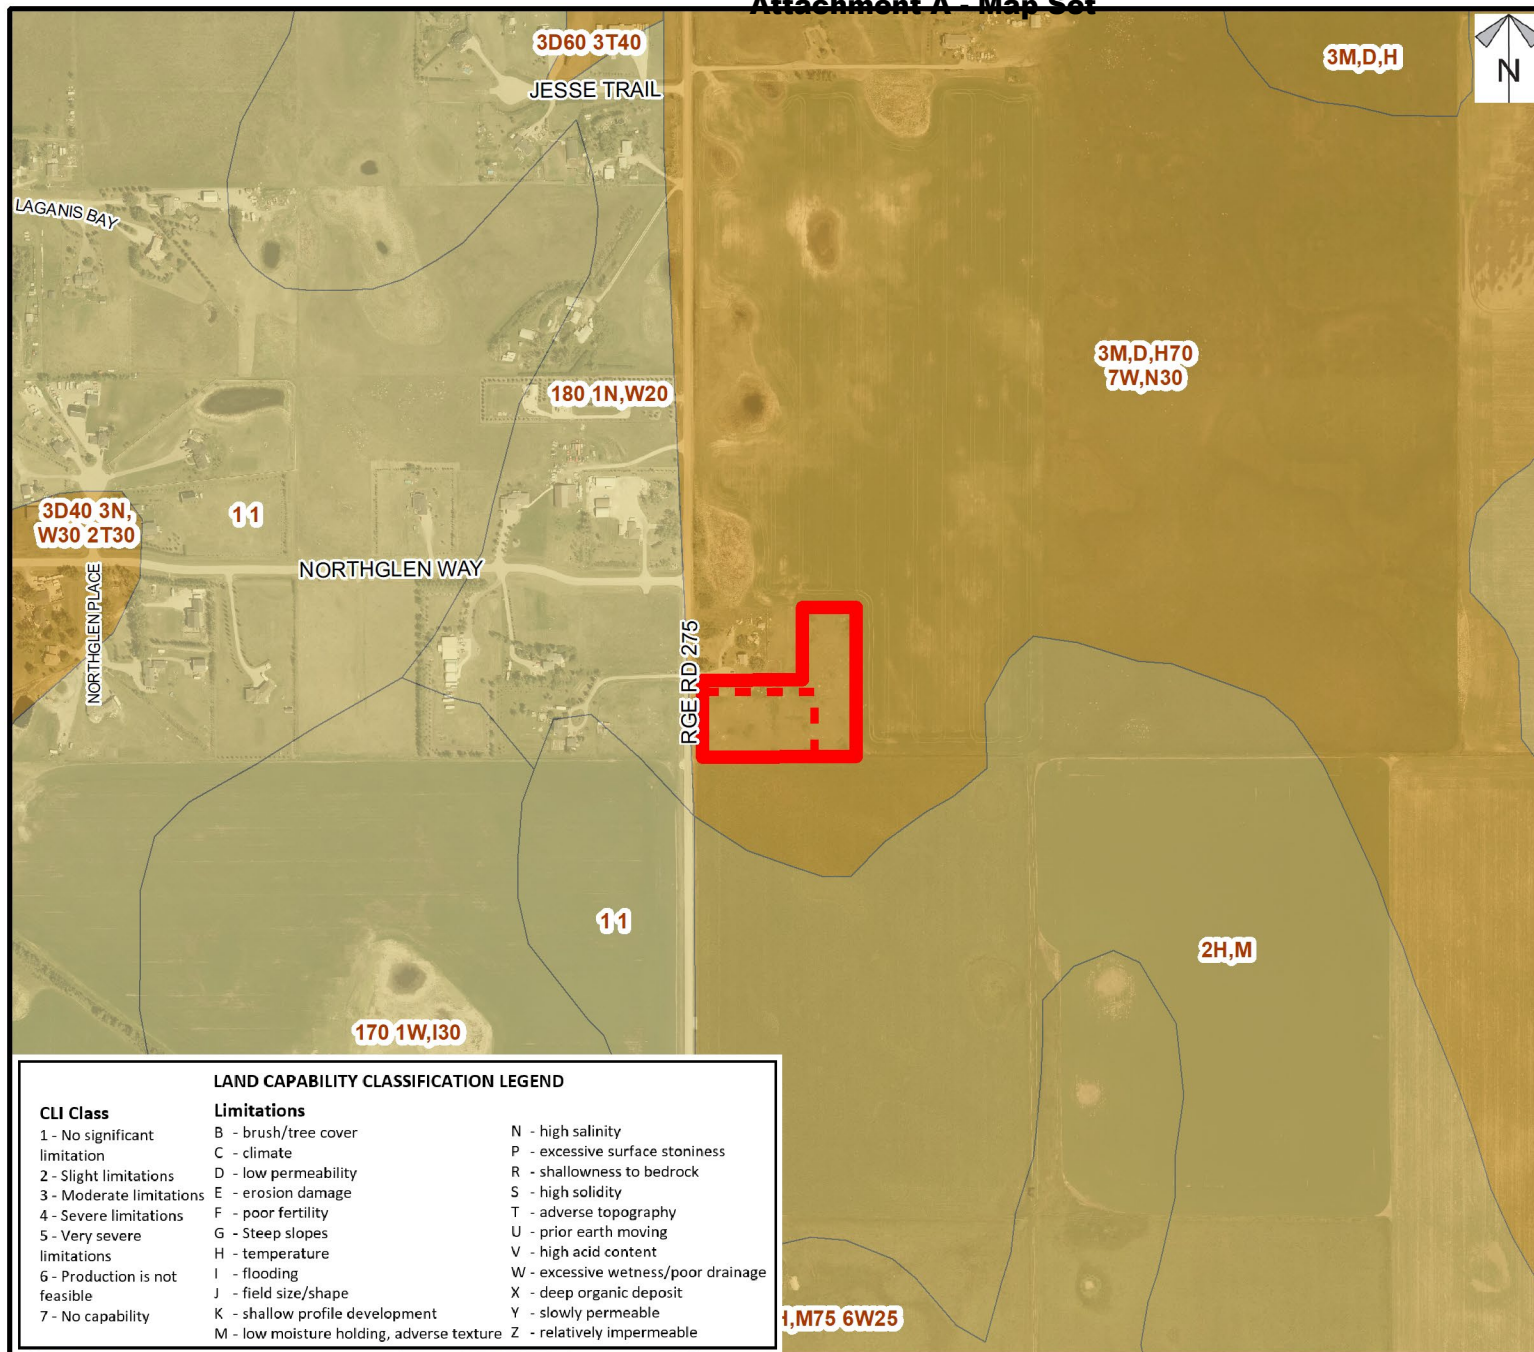 Attachment A - Map Set
3D60 3T40
JESSE TRAIL
3M,D,H
N
LAGANIS BAY
3M,D,H70
7W,N30
180 1N,W20
3D40 3N,
W30 2T30
11
NORTHGLEN WAY
NORTHGLEN PLACE
RGE RD 275
11
2H,M
170 1W,I30
H,M75 6W25
LAND CAPABILITY CLASSIFICATION LEGEND
CLI Class
1 - No significant
limitation
2 - Slight limitations
3 - Moderate limitations
4 - Severe limitations
5 - Very severe
limitations
6 - Production is not
feasible
7 - No capability
Limitations
B - brush/tree cover
C - climate
D - low permeability
E - erosion damage
F - poor fertility
G - Steep slopes
H - temperature
I - flooding
J - field size/shape
K - shallow profile development
M - low moisture holding, adverse texture
N - high salinity
P - excessive surface stoniness
R - shallowness to bedrock
S - high solidity
T - adverse topography
U - prior earth moving
V - high acid content
W - excessive wetness/poor drainage
X - deep organic deposit
Y - slowly permeable
Z - relatively impermeable